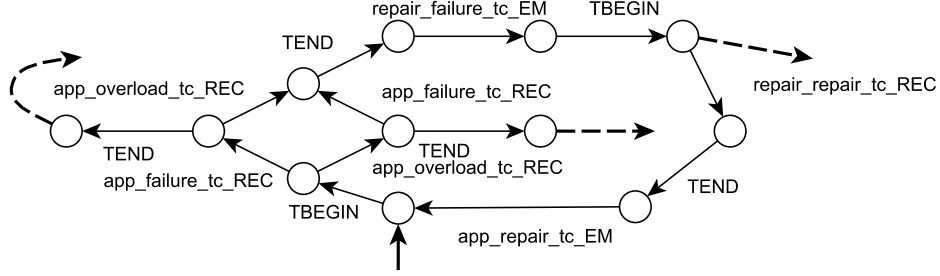 repair_failure_tc_EM
TBEGIN
TEND
repair_repair_tc_REC
app_overload_tc_REC
app_failure_tc_REC
TEND
TEND
app_overload_tc_REC
app_failure_tc_REC
TEND
TBEGIN
app_repair_tc_EM